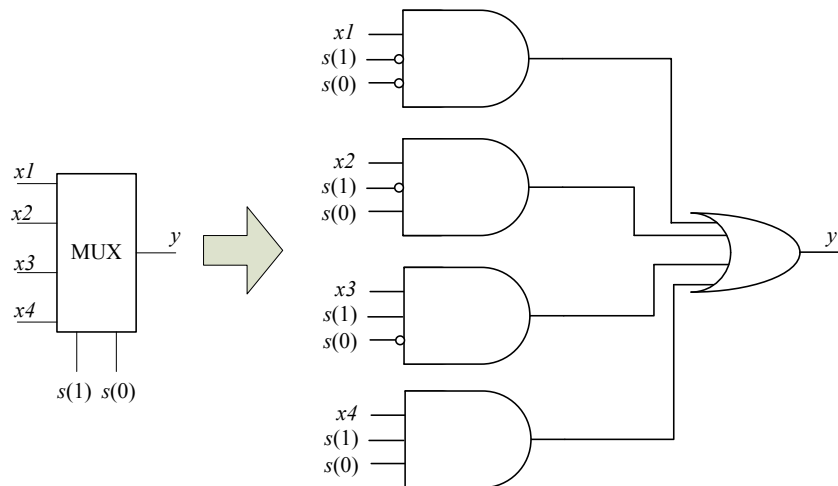 x1
x2
x3
x4
MUX
y
s(1) s(0)
x1
s(1)
s(0)
x2
s(1)
s(0)
x3
s(1)
s(0)
x4
s(1)
s(0)
y